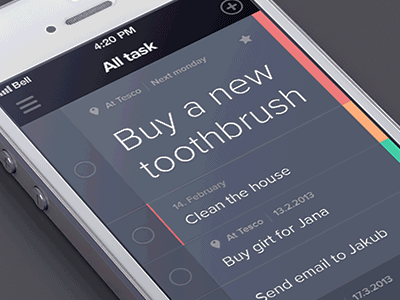 Bell
4:20 PM
All task
At Tesco | Next monday
Buy a new
toothbrush
14. February
Clean the house
At Tesco 13.2.2013
Buy girt for Jana
17.3.2013
Send email to Jakub